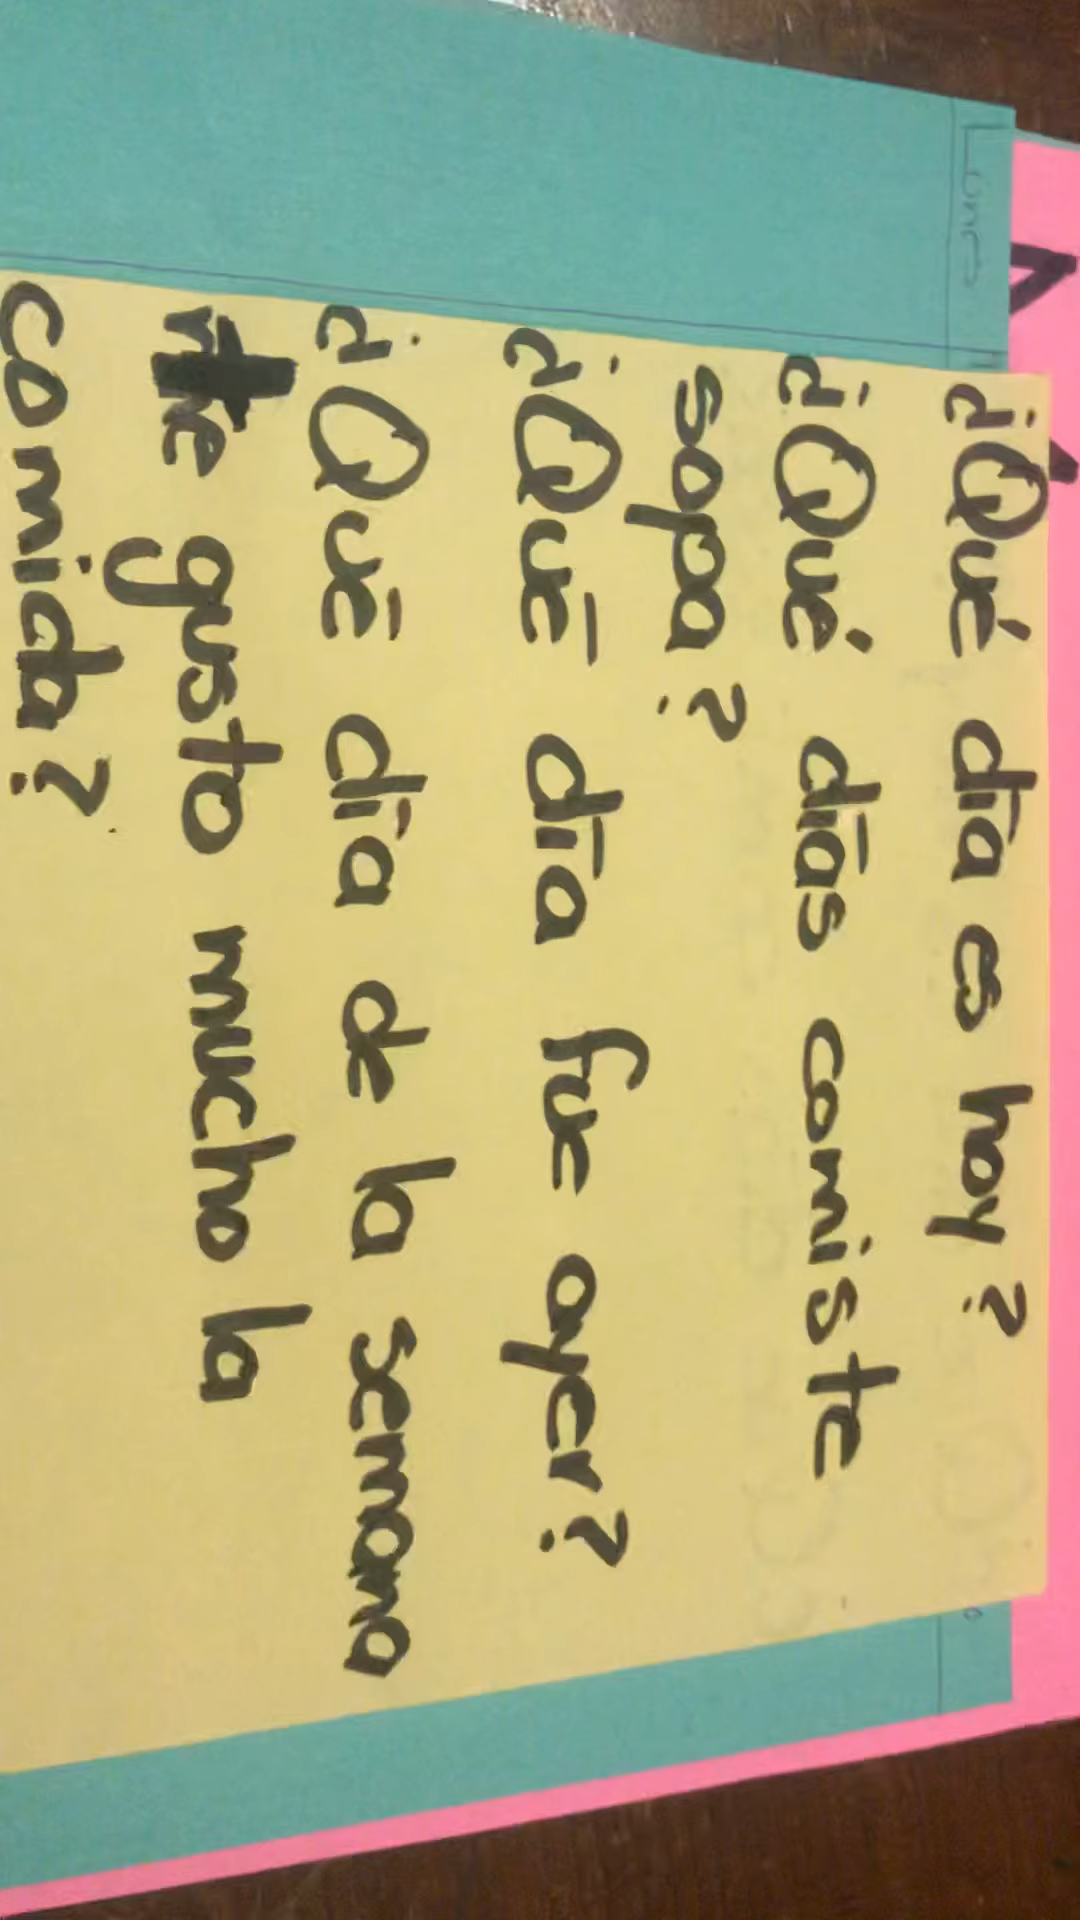 ¿Qué día es hoy?
¿Qué días comiste
sopa?
¿Qué día fue ayer?
¿Qué día de la semana
te gusto mucho la
comida?